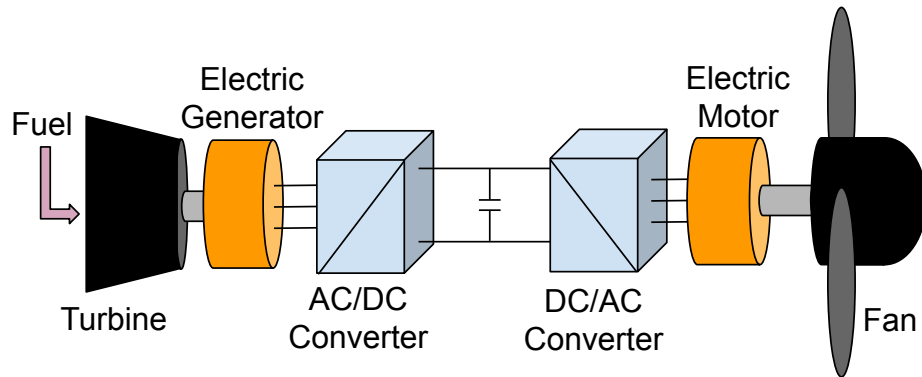 Fuel
Turbine
Electric
Generator
AC/DC
Converter
DC/AC
Converter
Electric
Motor
Fan